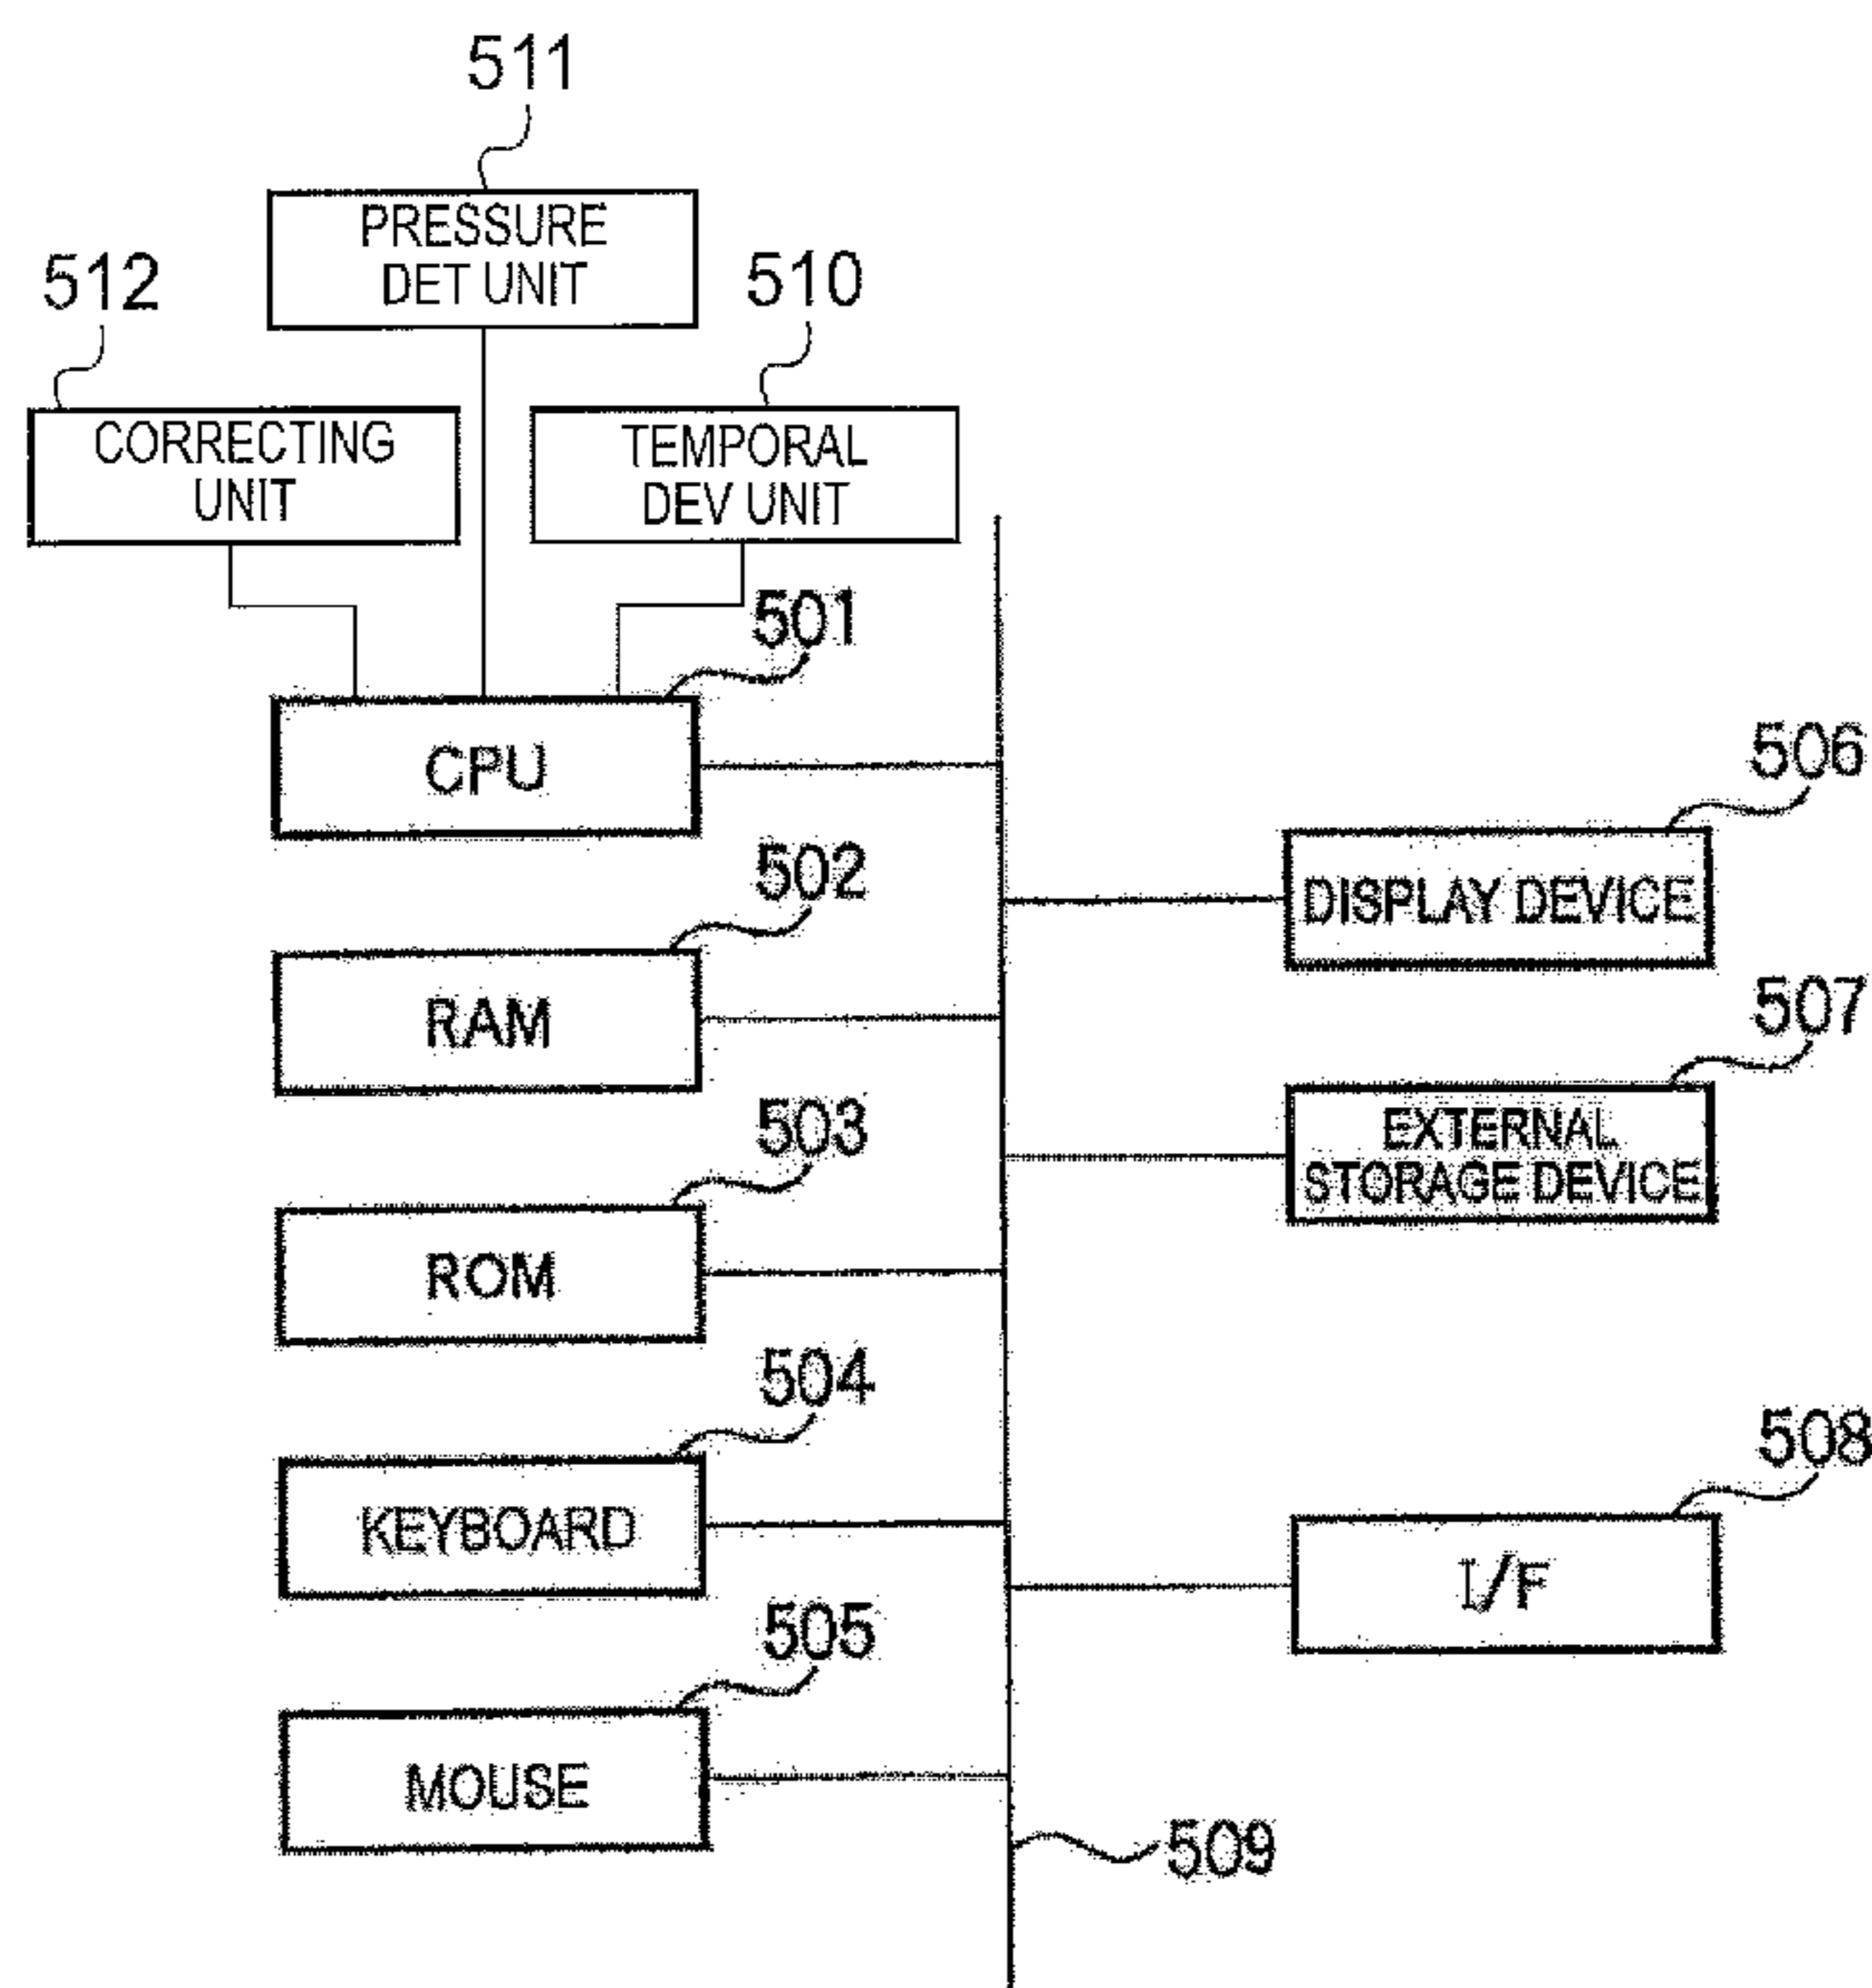 511
PRESSURE
DET UNIT
512
510
CORRECTING
UNIT
TEMPORAL
DEV UNIT
501
CPU
506
DISPLAY DEVICE
502
RAM
507
EXTERNAL
STORAGE DEVICE
503
ROM
504
KEYBOARD
508
I/F
505
MOUSE
509